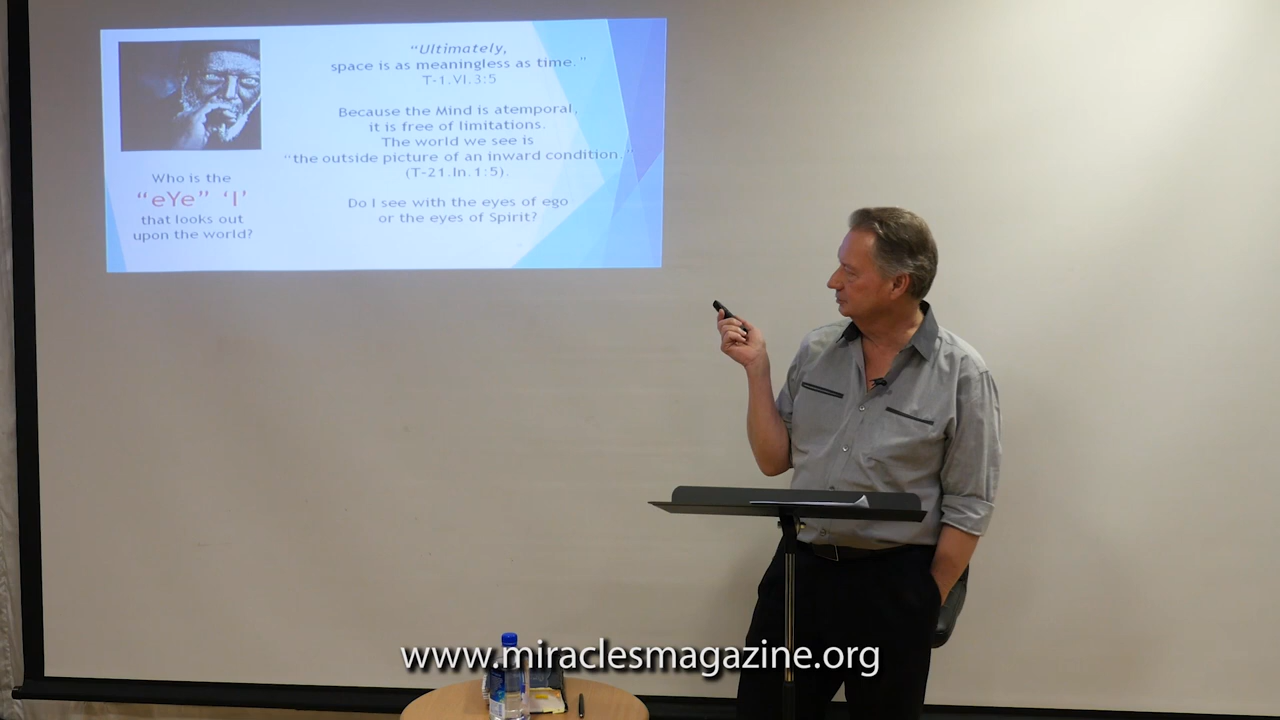 Who is the
“eYe” ‘I’
that looks out
upon the world?
“Ultimately,
space is as meaningless as time.”
T-1.VI.3:5
Because the Mind is atemporal,
it is free of limitations.
The world we see is
“the outside picture of an inward condition.”
(T-21.In.1:5).
Do I see with the eyes of ego
or the eyes of Spirit?
www.miraclesmagazine.org